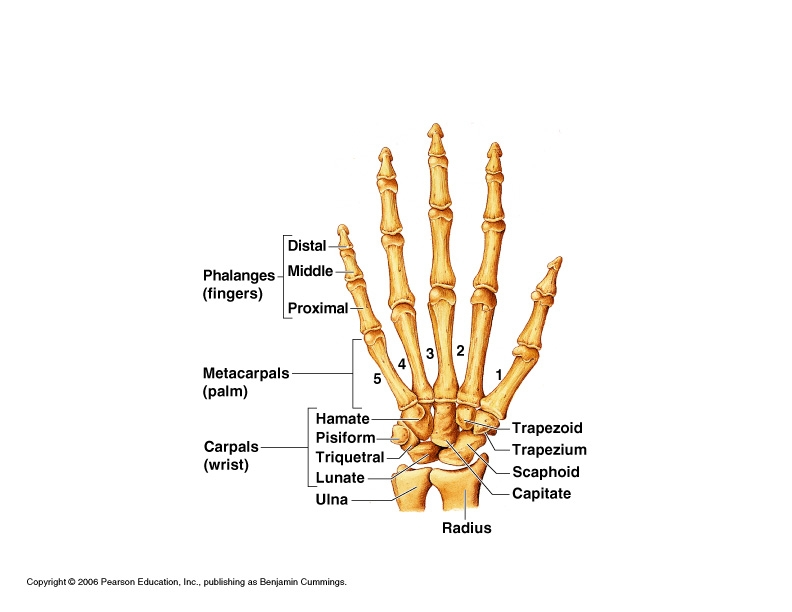 Distal
Phalanges
Middle
(fingers)
Proximal
Metacarpals
(palm)
5
4
3
2
1
Hamate
Pisiform
Carpals
(wrist)
Triquetral
Lunate
Ulna
Trapezoid
Trapezium
Scaphoid
Capitate
Radius
Copyright © 2006 Pearson Education, Inc., publishing as Benjamin Cummings.